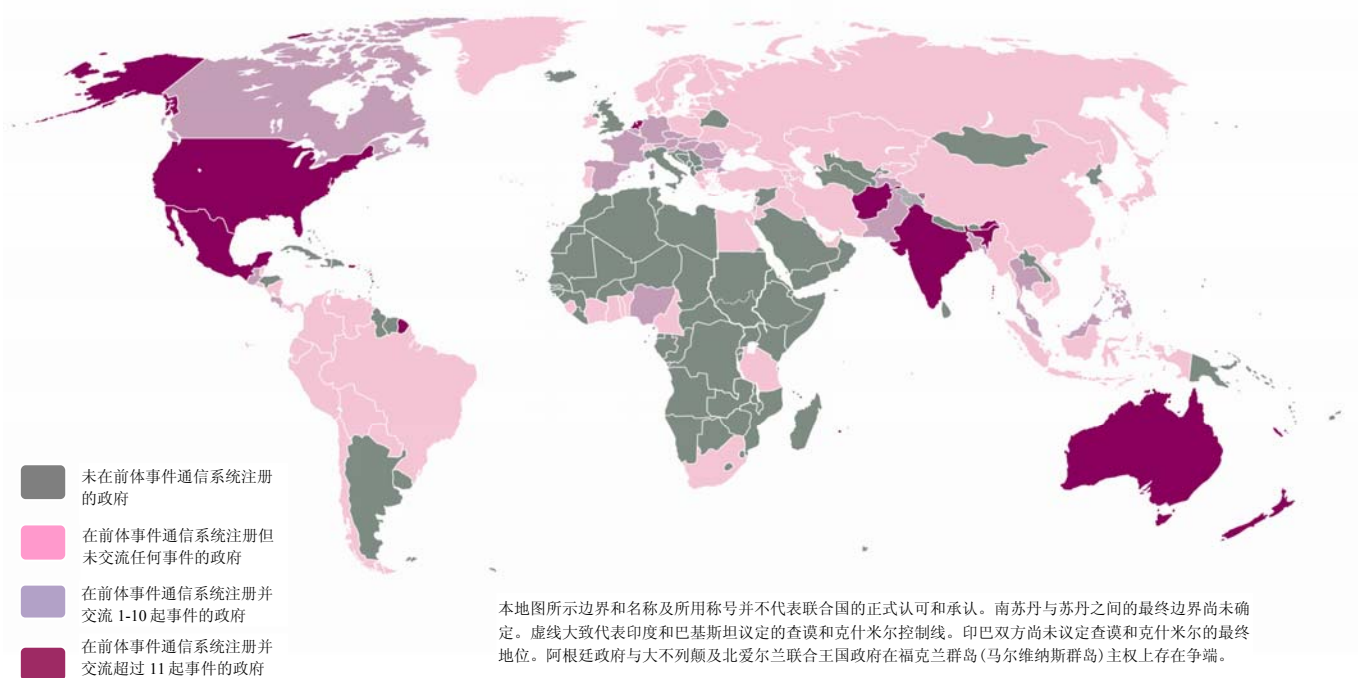 未在前体事件通信系统注册
的政府
在前体事件通信系统注册但
未交流任何事件的政府
在前体事件通信系统注册并
交流 1-10 起事件的政府
在前体事件通信系统注册并
交流超过 11 起事件的政府
本地图所示边界和名称及所用称号并不代表联合国的正式认可和承认。南苏丹与苏丹之间的最终边界尚未确
定。虚线大致代表印度和巴基斯坦议定的查谟和克什米尔控制线。印巴双方尚未议定查谟和克什米尔的最终
地位。阿根廷政府与大不列颠及北爱尔兰联合王国政府在福克兰群岛(马尔维纳斯群岛)主权上存在争端。